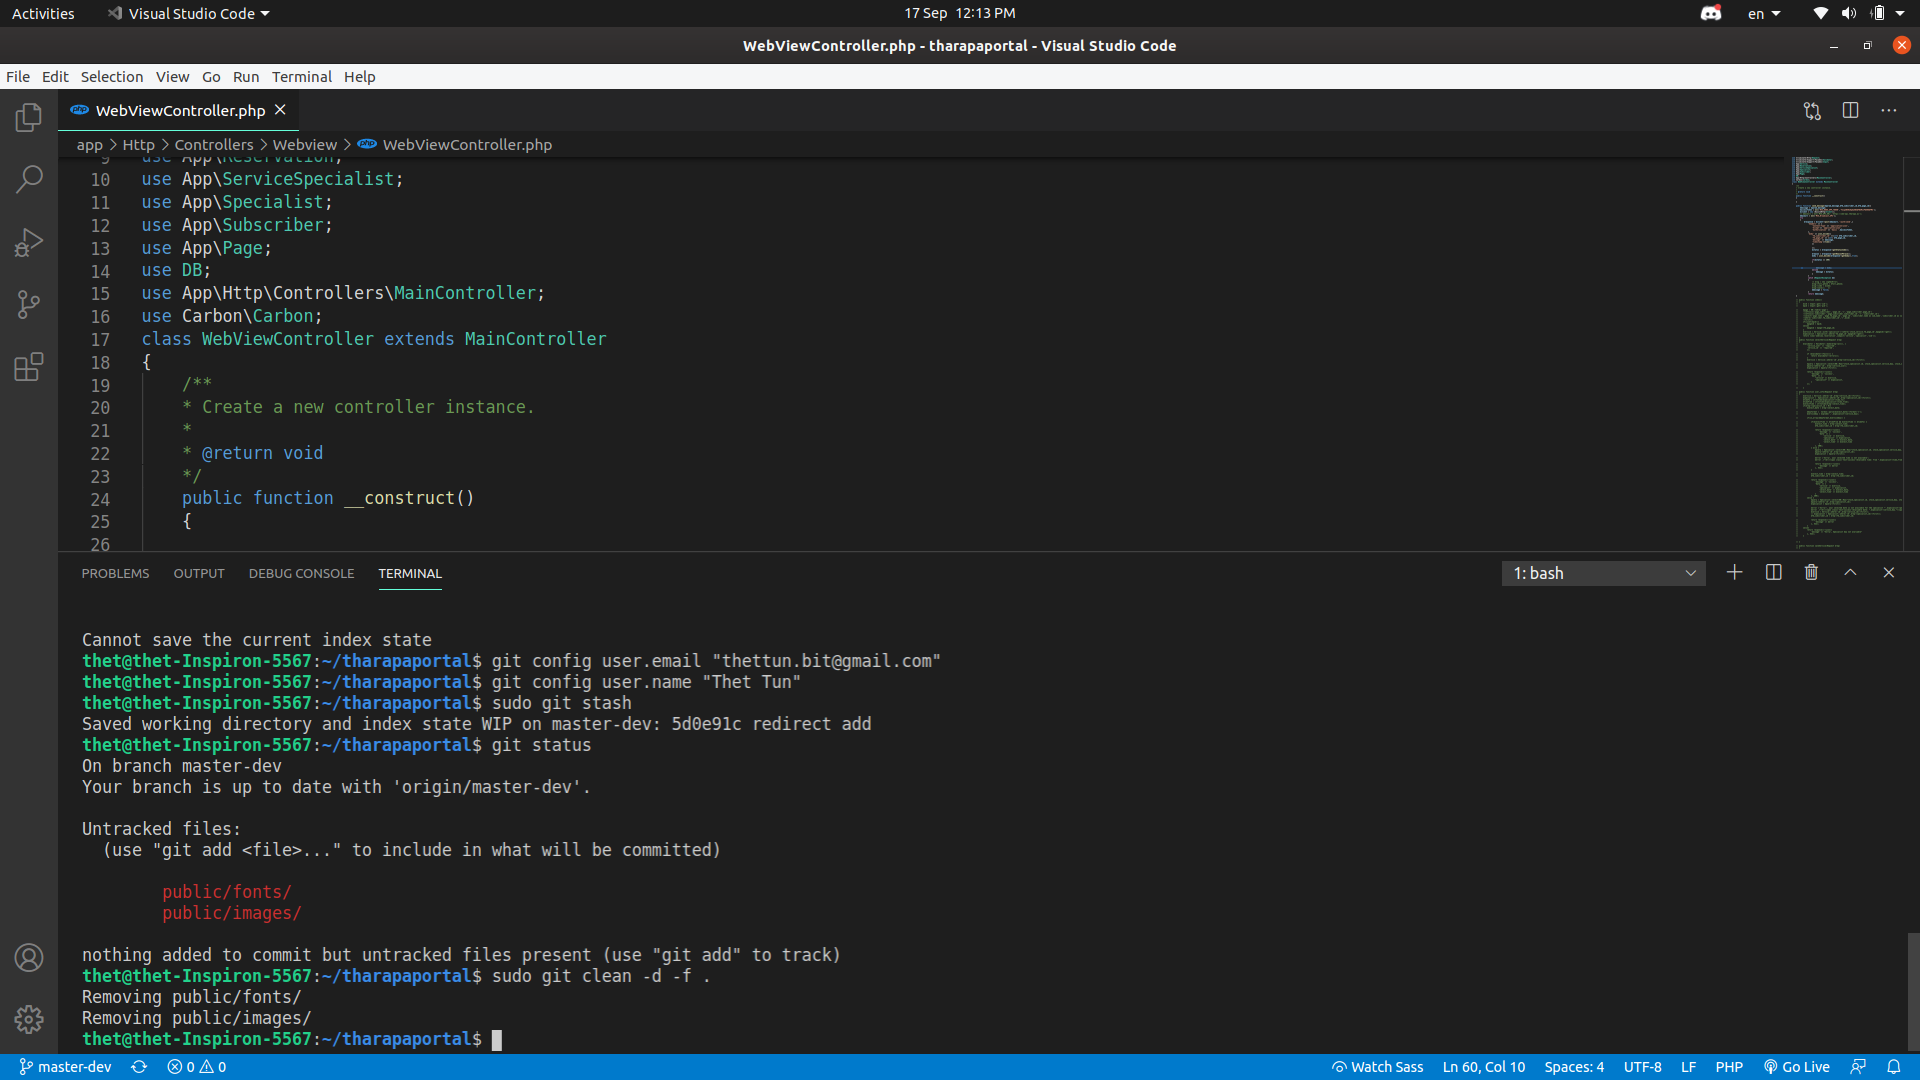 Activities
Visual Studio Code
17 Sep 12:13 PM
en
WebViewController.php - tharapaportal - Visual Studio Code
File Edit Selection View Go Run Terminal Help
php WebViewController.php
app > Http > Controllers > Webview > php WebViewController.php
9 use App\Reservation;
10 use App\ServiceSpecialist;
11 use App\Specialist;
12 use App\Subscriber;
13 use App\Page;
14 use DB;
15 use App\Http\Controllers\MainController;
16 use Carbon\Carbon;
17 class WebViewController extends MainController
18 {
19 /**
20 * Create a new controller instance.
21 *
22 * @return void
23 */
24 public function __construct()
25 {
26
PROBLEMS OUTPUT DEBUG CONSOLE TERMINAL
1: bash
Cannot save the current index state
thet@thet-Inspiron-5567:~/tharapaportal$ git config user.email "thettun.bit@gmail.com"
thet@thet-Inspiron-5567:~/tharapaportal$ git config user.name "Thet Tun"
thet@thet-Inspiron-5567:~/tharapaportal$ sudo git stash
Saved working directory and index state WIP on master-dev: 5d0e91c redirect add
thet@thet-Inspiron-5567:~/tharapaportal$ git status
On branch master-dev
Your branch is up to date with 'origin/master-dev'.
Untracked files:
(use "git add <file>..." to include in what will be committed)
public/fonts/
public/images/
nothing added to commit but untracked files present (use "git add" to track)
thet@thet-Inspiron-5567:~/tharapaportal$ sudo git clean -d -f .
Removing public/fonts/
Removing public/images/
thet@thet-Inspiron-5567:~/tharapaportal$
master-dev 0 0 Watch Sass Ln 60, Col 10 Spaces: 4 UTF-8 LF PHP Go Live